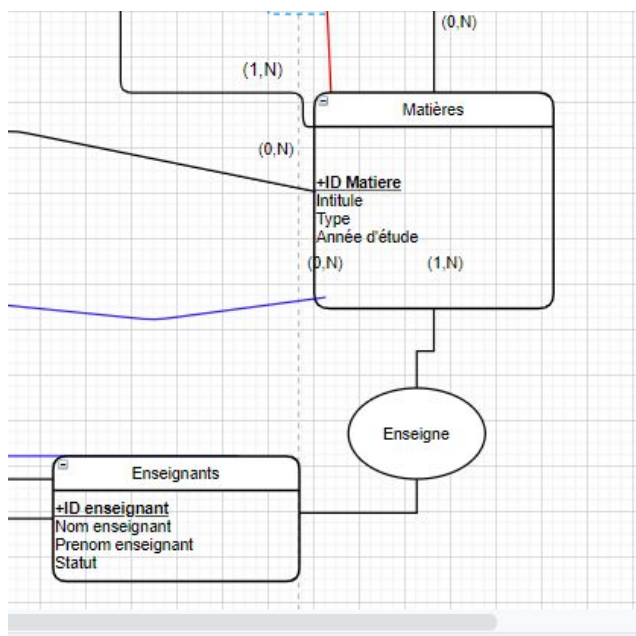 (0,N)
(1,N)
Matières
(0,N)
+ID Matiere
Intitule
Type
Année d'étude
(0,N)
(1,N)
Enseigne
Enseignants
+ID enseignant
Nom enseignant
Prenom enseignant
Statut